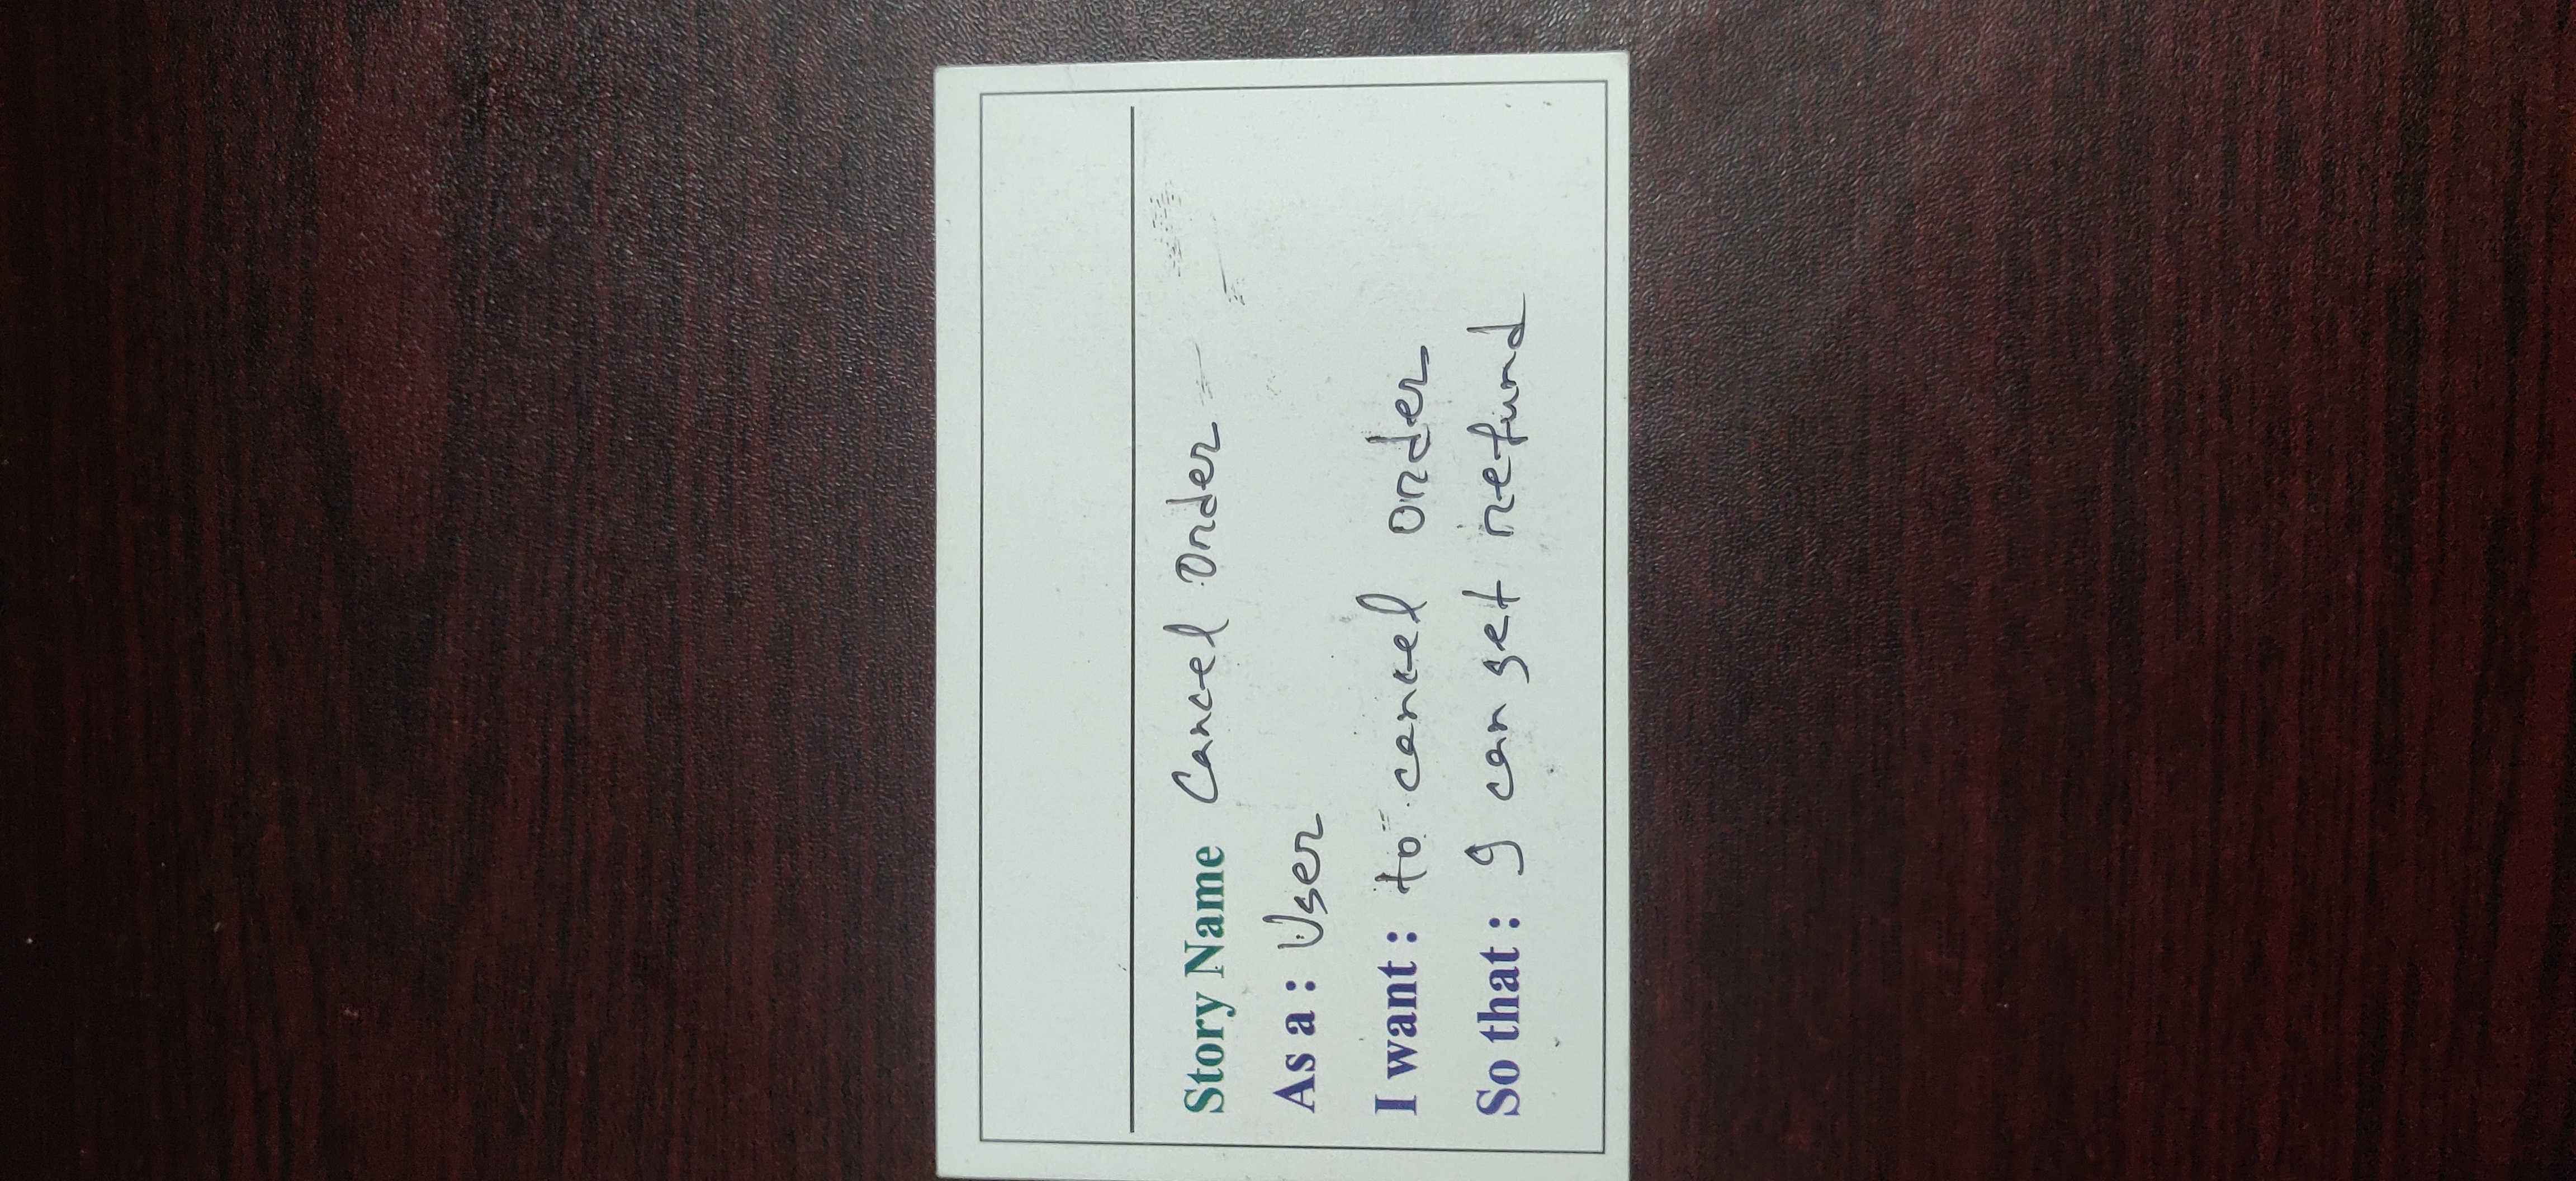 Story Name Cancel Order
As a : User
I want : to cancel order
So that : I can get refund